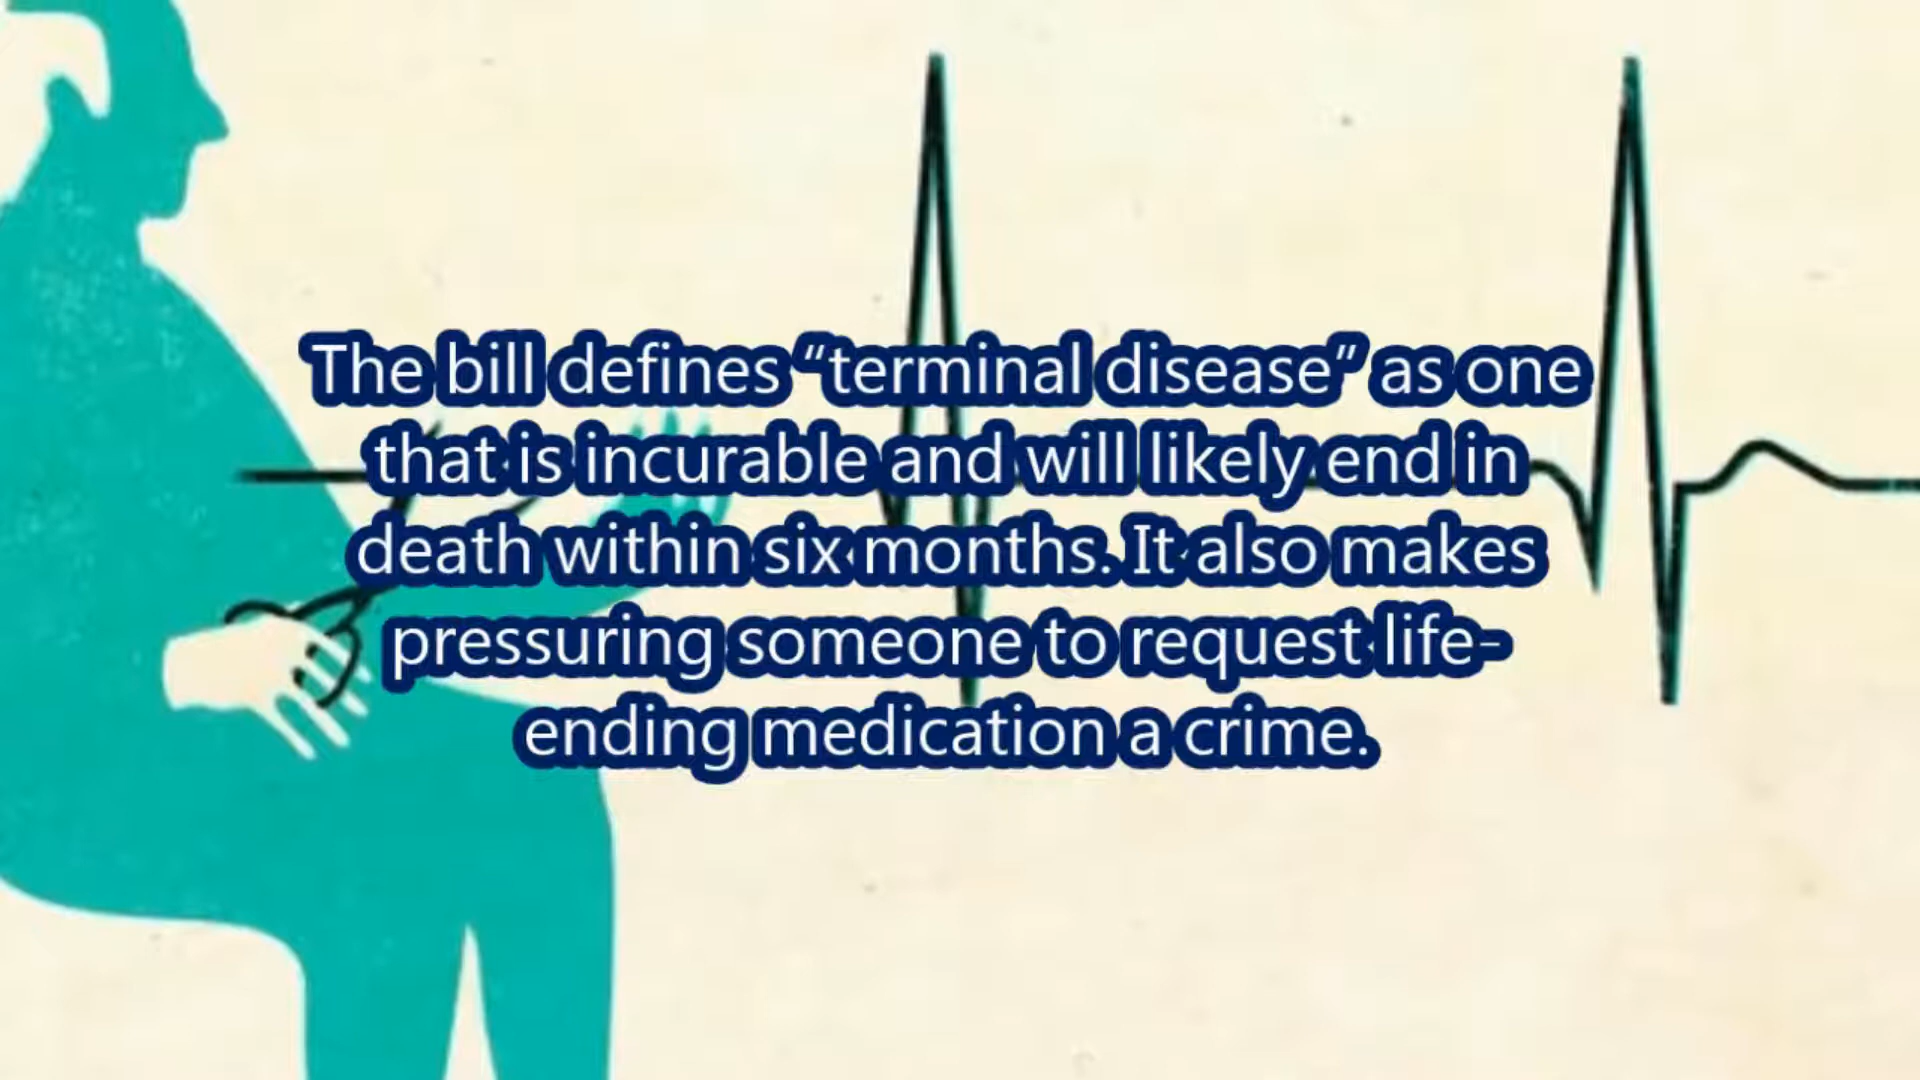 The bill defines “terminal disease” as one
that is incurable and will likely end in
death within six months. It also makes
pressuring someone to request life-
ending medication a crime.